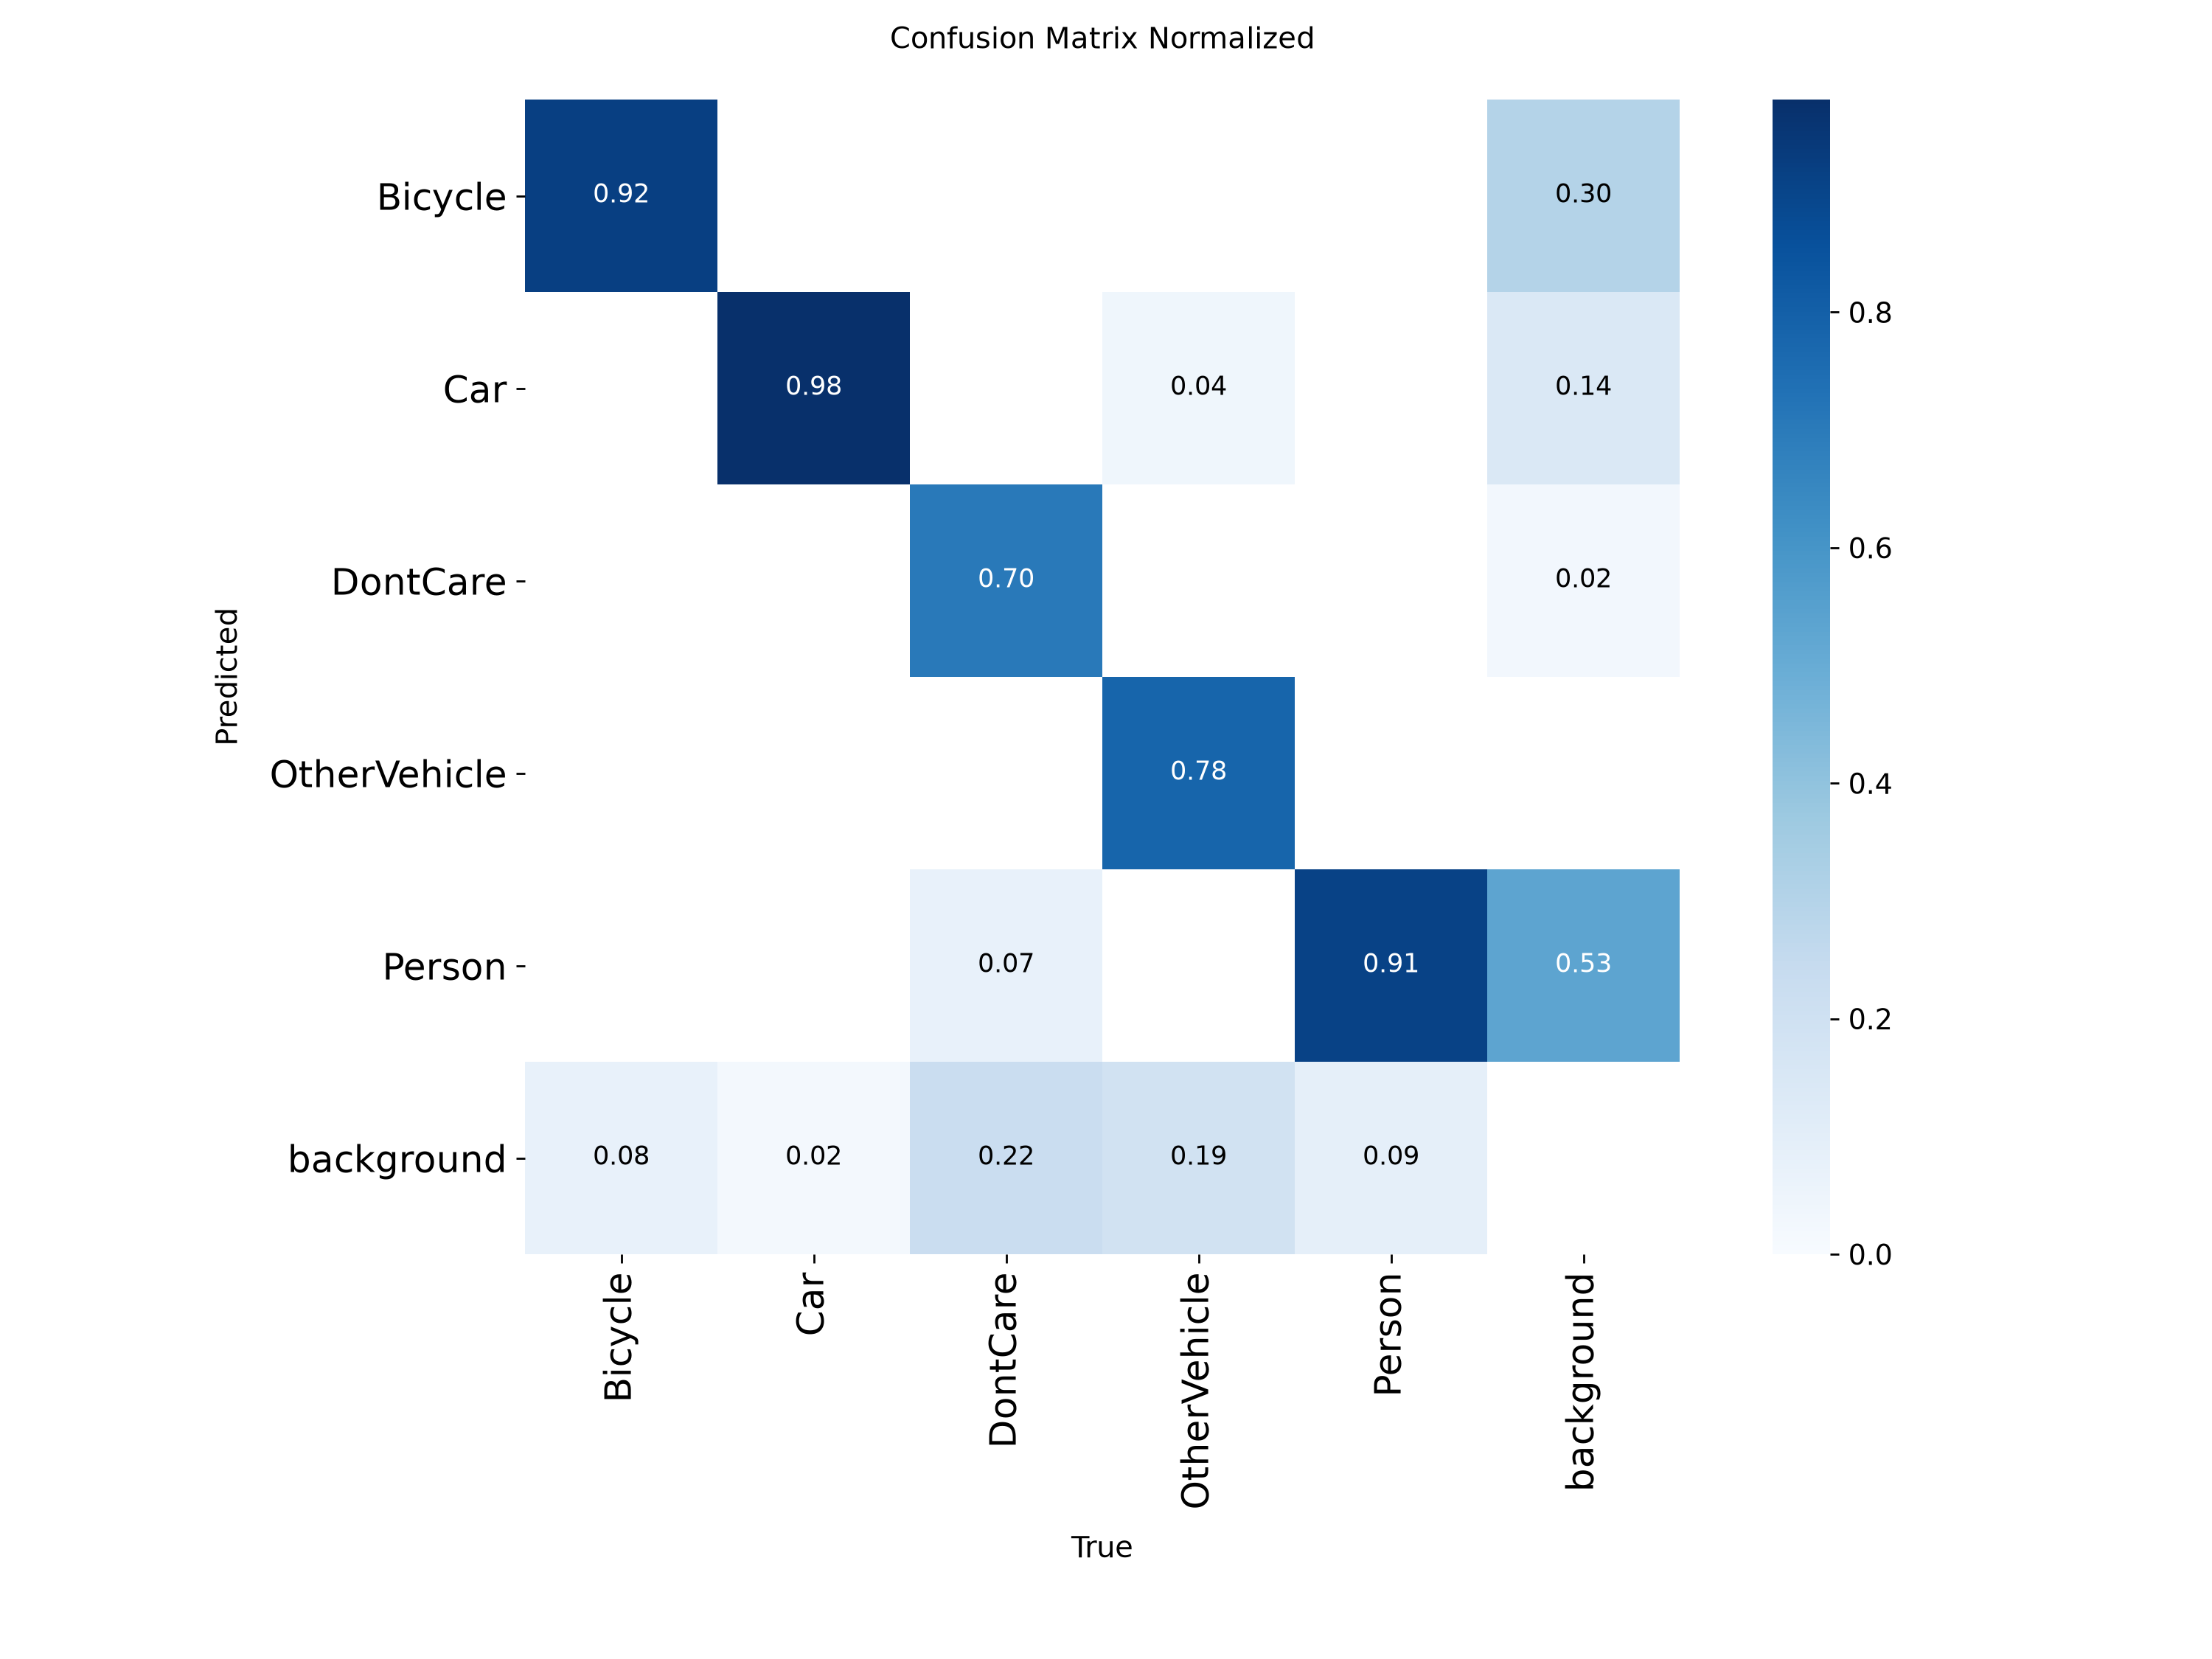 Confusion Matrix Normalized
Bicycle 0.92 0.30
Car 0.98 0.04 0.14
DontCare 0.70 0.02
OtherVehicle 0.78
Person 0.07 0.91 0.53
background 0.08 0.02 0.22 0.19 0.09
Predicted
Bicycle Car DontCare OtherVehicle Person background
True
0.8
0.6
0.4
0.2
0.0